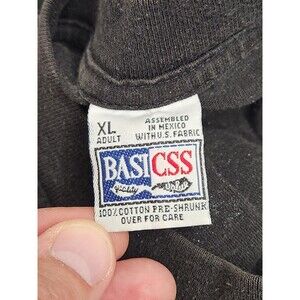 XL
ADULT
ASSEMBLED
IN MEXICO
WITH U.S. FABRIC
BASICSS
100% COTTON PRE-SHRUNK
OVER FOR CARE